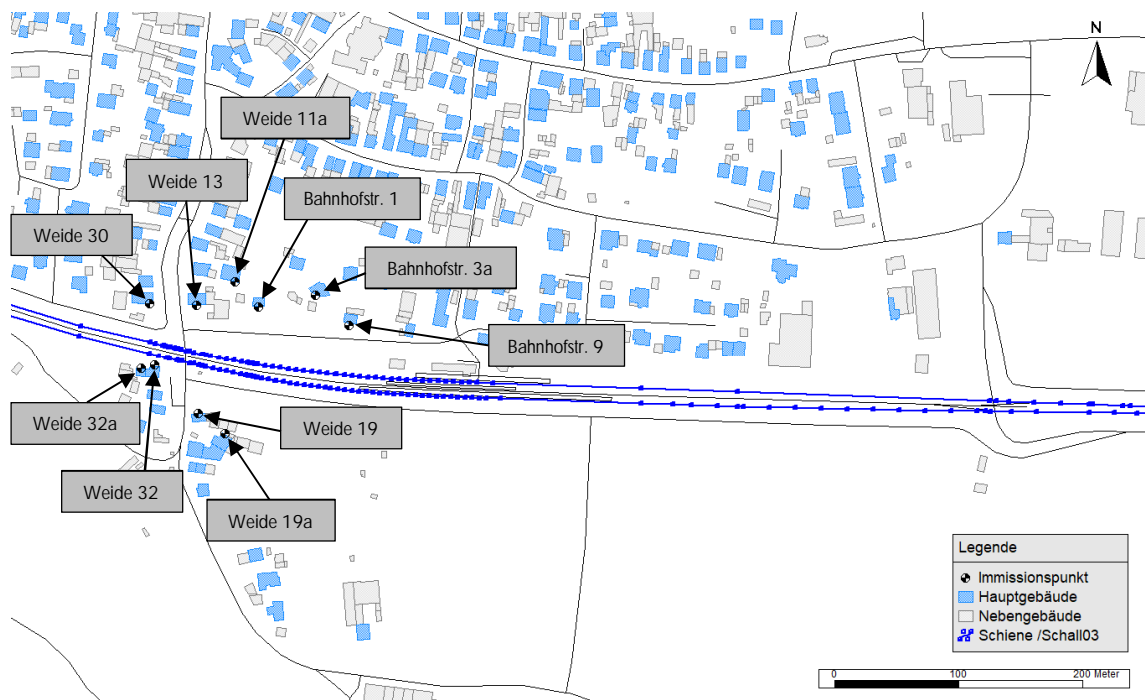 N
Weide 11a
Weide 13
Bahnhofstr. 1
Weide 30
Bahnhofstr. 3a
Bahnhofstr. 9
Weide 32a
Weide 19
Weide 32
Weide 19a
Legende
Immissionspunkt
Hauptgebäude
Nebengebäude
Schiene /Schall03
0 100 200 Meter